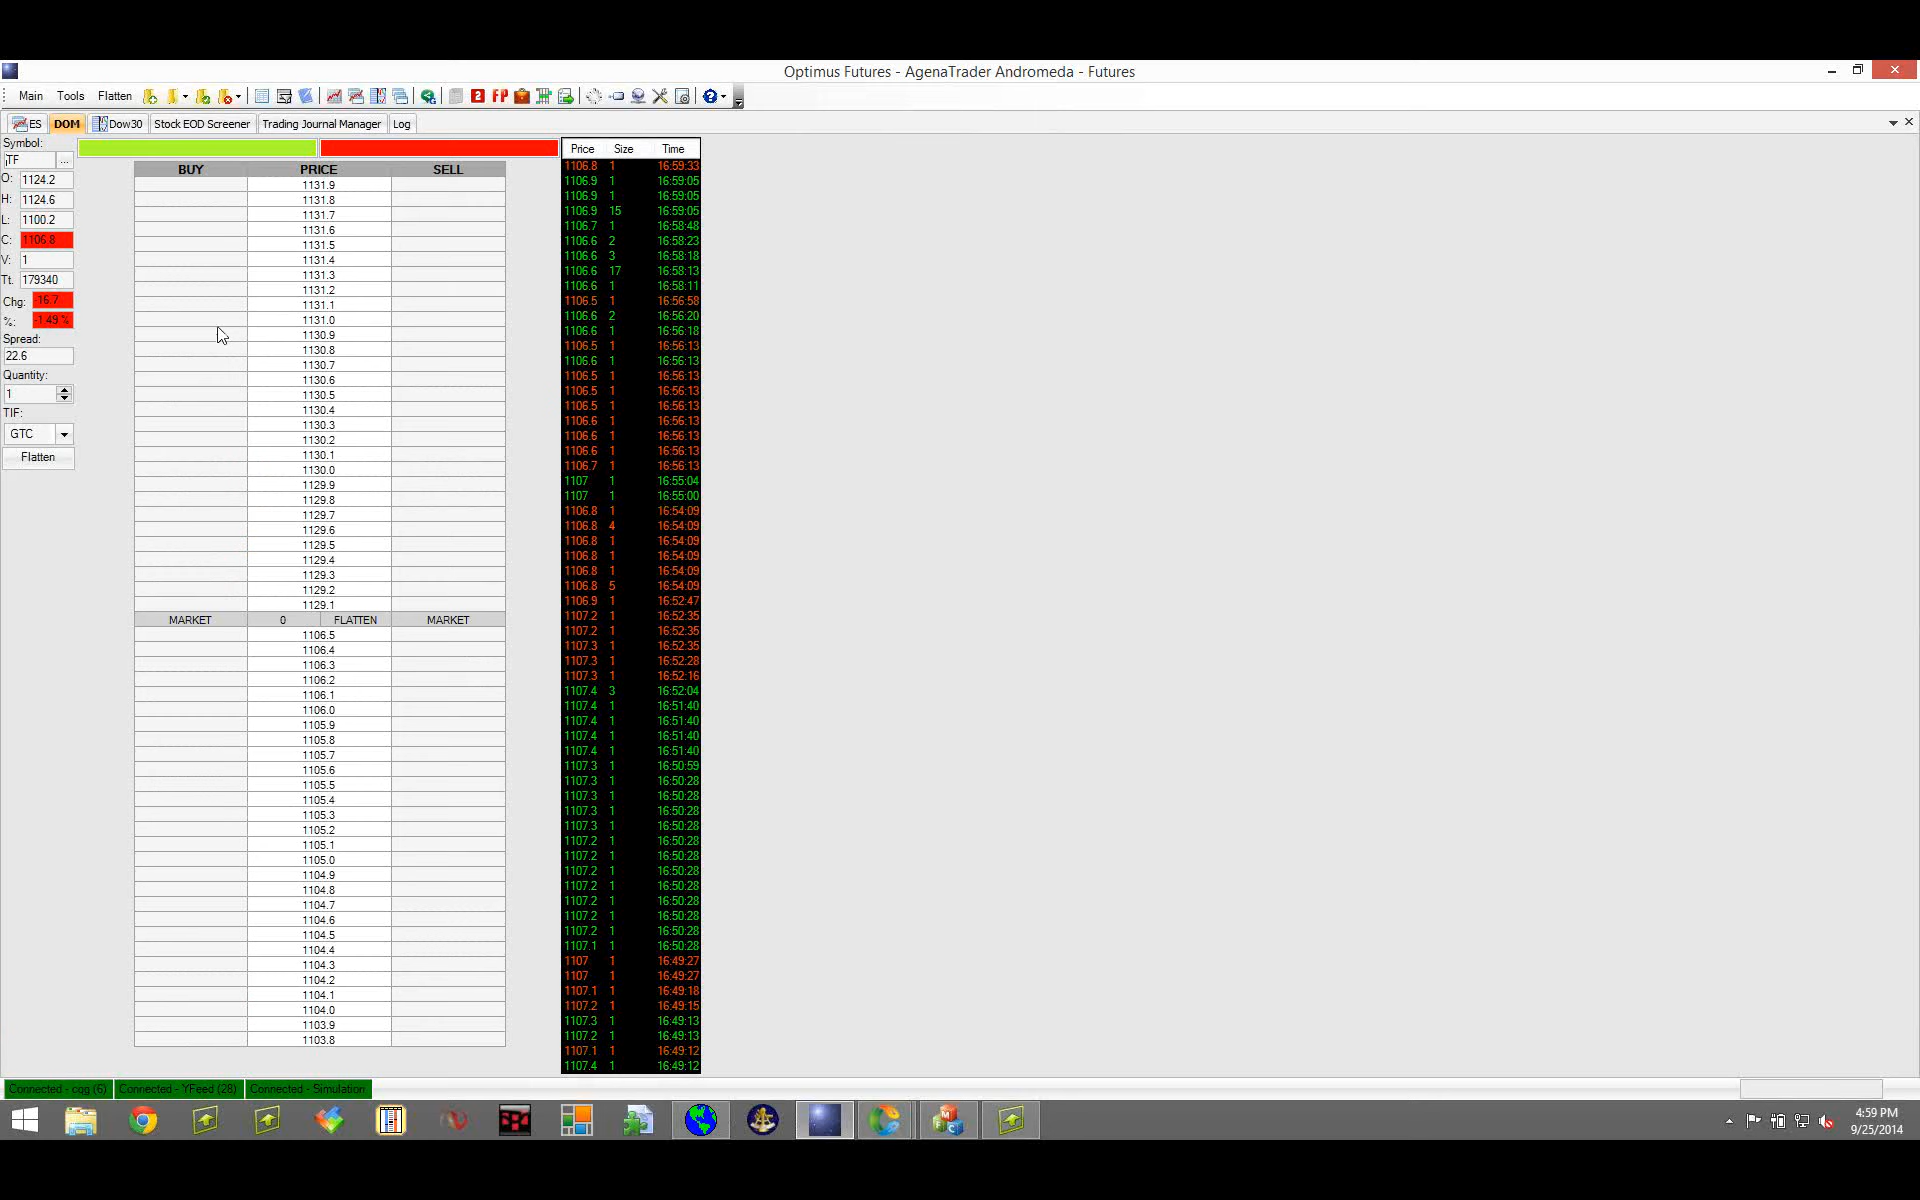 Optimus Futures - AgenaTrader Andromeda - Futures
Main Tools Flatten
ES DOM Dow30 Stock EOD Screener Trading Journal Manager Log
Symbol:
TF ...
O: 1124.2
H: 1124.6
L: 1100.2
C: 1106.8
V: 1
Tt. 179340
Chg: -16.7
%: -1.49 %
Spread:
22.6
Quantity:
1
TIF:
GTC
Flatten
BUY PRICE SELL
1131.9
1131.8
1131.7
1131.6
1131.5
1131.4
1131.3
1131.2
1131.1
1131.0
1130.9
1130.8
1130.7
1130.6
1130.5
1130.4
1130.3
1130.2
1130.1
1130.0
1129.9
1129.8
1129.7
1129.6
1129.5
1129.4
1129.3
1129.2
1129.1
MARKET 0 FLATTEN MARKET
1106.5
1106.4
1106.3
1106.2
1106.1
1106.0
1105.9
1105.8
1105.7
1105.6
1105.5
1105.4
1105.3
1105.2
1105.1
1105.0
1104.9
1104.8
1104.7
1104.6
1104.5
1104.4
1104.3
1104.2
1104.1
1104.0
1103.9
1103.8
Price Size Time
1106.8 1 16:59:33
1106.9 1 16:59:05
1106.9 1 16:59:05
1106.9 15 16:59:05
1106.7 1 16:58:48
1106.6 2 16:58:23
1106.6 3 16:58:18
1106.6 17 16:58:13
1106.6 1 16:58:11
1106.5 1 16:56:58
1106.6 2 16:56:20
1106.6 1 16:56:18
1106.5 1 16:56:13
1106.6 1 16:56:13
1106.5 1 16:56:13
1106.5 1 16:56:13
1106.5 1 16:56:13
1106.6 1 16:56:13
1106.6 1 16:56:13
1106.6 1 16:56:13
1106.7 1 16:56:13
1107 1 16:55:04
1107 1 16:55:00
1106.8 1 16:54:09
1106.8 4 16:54:09
1106.8 1 16:54:09
1106.8 1 16:54:09
1106.8 1 16:54:09
1106.8 5 16:54:09
1106.9 1 16:52:47
1107.2 1 16:52:35
1107.2 1 16:52:35
1107.3 1 16:52:35
1107.3 1 16:52:28
1107.3 1 16:52:16
1107.4 3 16:52:04
1107.4 1 16:51:40
1107.4 1 16:51:40
1107.4 1 16:51:40
1107.4 1 16:51:40
1107.3 1 16:50:59
1107.3 1 16:50:28
1107.3 1 16:50:28
1107.3 1 16:50:28
1107.3 1 16:50:28
1107.2 1 16:50:28
1107.2 1 16:50:28
1107.2 1 16:50:28
1107.2 1 16:50:28
1107.2 1 16:50:28
1107.2 1 16:50:28
1107.2 1 16:50:28
1107.1 1 16:50:28
1107 1 16:49:27
1107 1 16:49:27
1107.1 1 16:49:18
1107.2 1 16:49:15
1107.3 1 16:49:13
1107.2 1 16:49:13
1107.1 1 16:49:12
1107.4 1 16:49:12
Connected - cqg (6) Connected - YFeed (28) Connected - Simulation
4:59 PM
9/25/2014